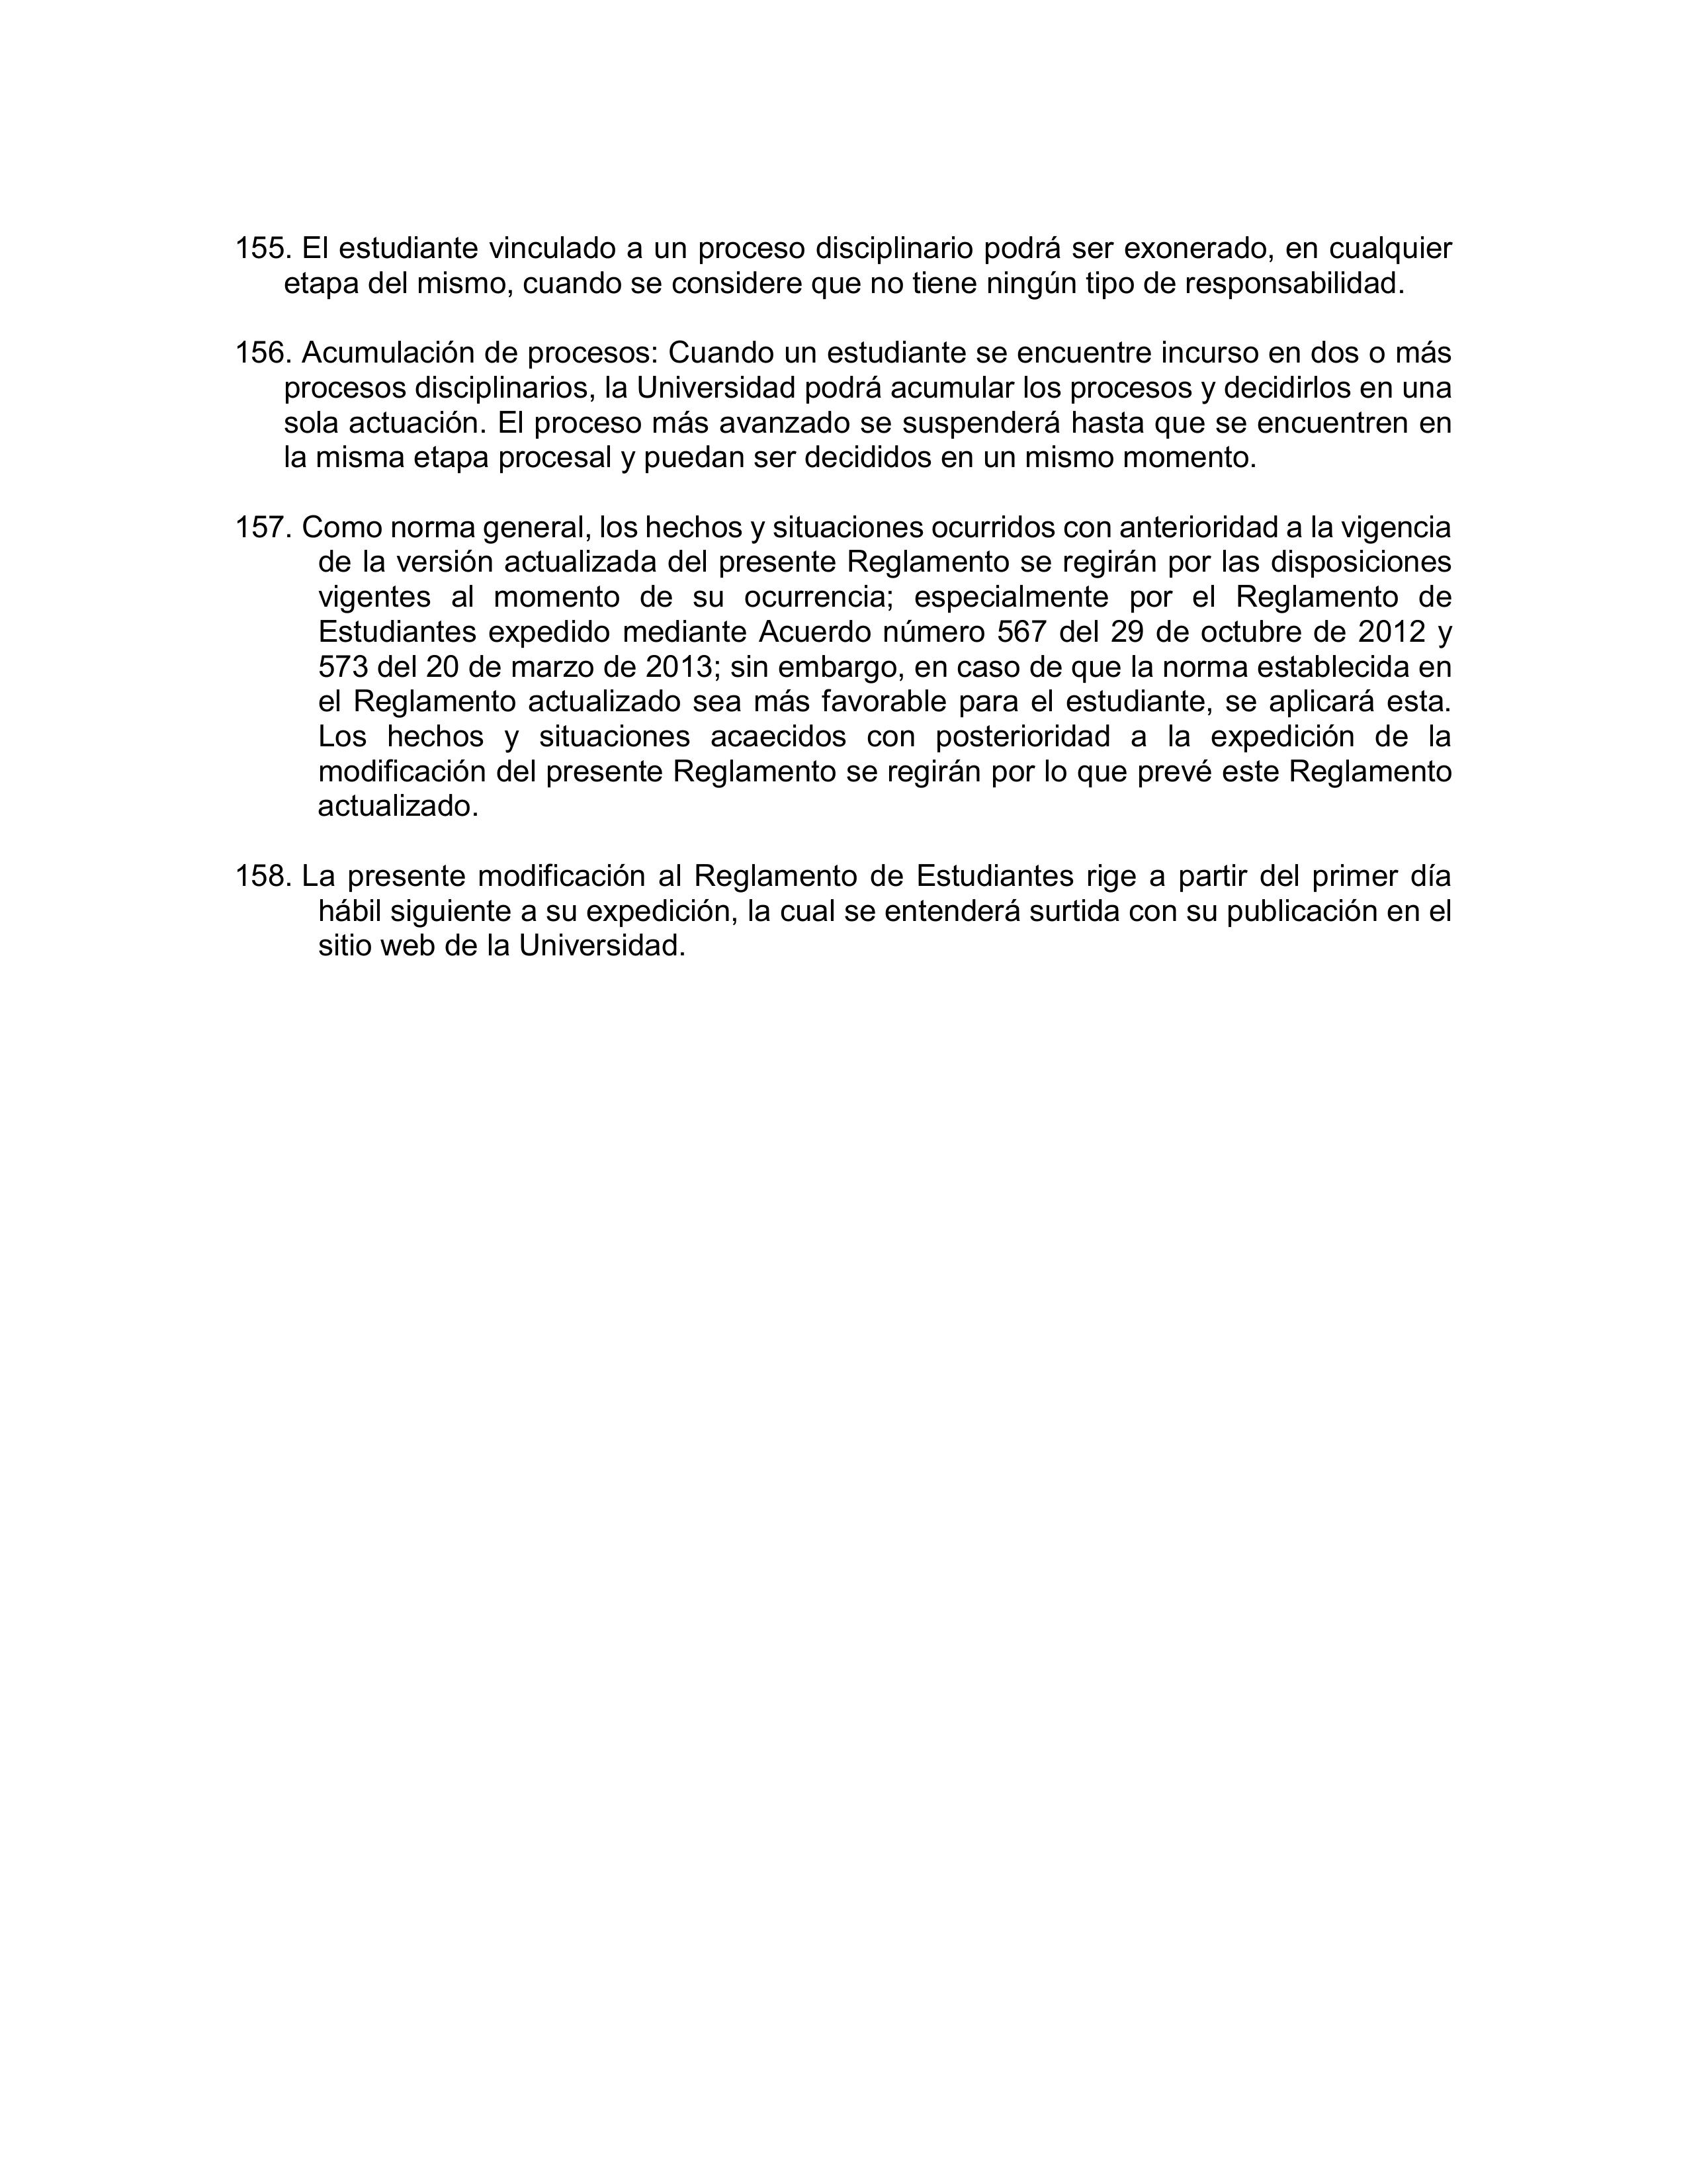 155. El estudiante vinculado a un proceso disciplinario podrá ser exonerado, en cualquier
etapa del mismo, cuando se considere que no tiene ningún tipo de responsabilidad.
156. Acumulación de procesos: Cuando un estudiante se encuentre incurso en dos o más
procesos disciplinarios, la Universidad podrá acumular los procesos y decidirlos en una
sola actuación. El proceso más avanzado se suspenderá hasta que se encuentren en
la misma etapa procesal y puedan ser decididos en un mismo momento.
157. Como norma general, los hechos y situaciones ocurridos con anterioridad a la vigencia
de la versión actualizada del presente Reglamento se regirán por las disposiciones
vigentes al momento de su ocurrencia; especialmente por el Reglamento de
Estudiantes expedido mediante Acuerdo número 567 del 29 de octubre de 2012 y
573 del 20 de marzo de 2013; sin embargo, en caso de que la norma establecida en
el Reglamento actualizado sea más favorable para el estudiante, se aplicará esta.
Los hechos y situaciones acaecidos con posterioridad a la expedición de la
modificación del presente Reglamento se regirán por lo que prevé este Reglamento
actualizado.
158. La presente modificación al Reglamento de Estudiantes rige a partir del primer día
hábil siguiente a su expedición, la cual se entenderá surtida con su publicación en el
sitio web de la Universidad.